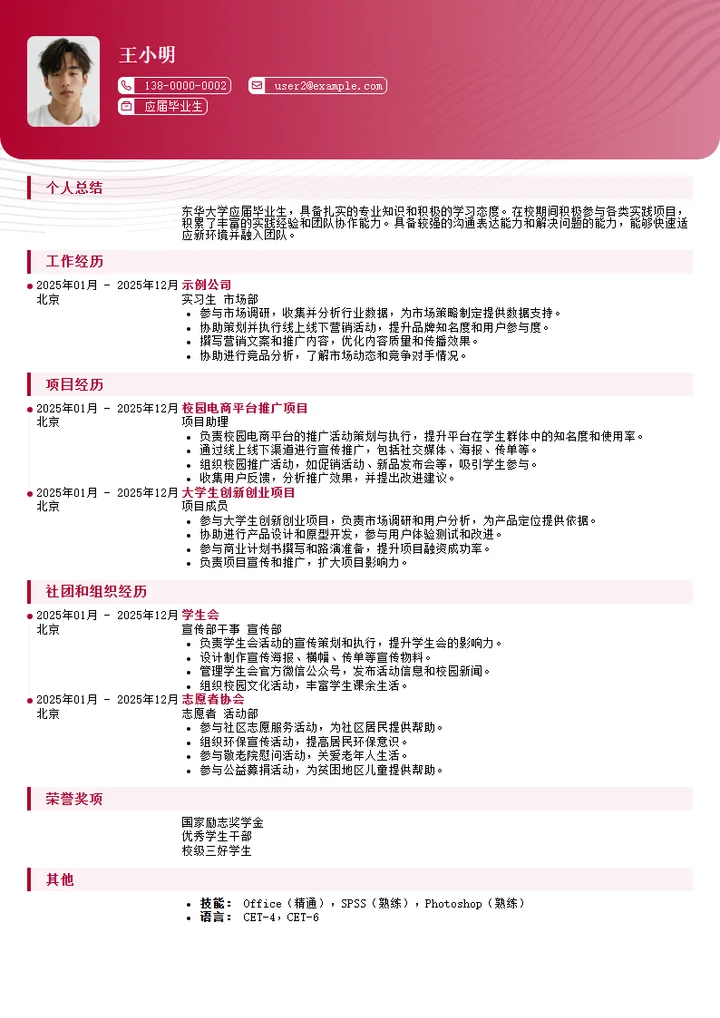 王小明
138-0000-0002 user2@example.com
应届毕业生
个人总结
东华大学应届毕业生，具备扎实的专业知识和积极的学习态度。在校期间积极参与各类实践项目，
积累了丰富的实践经验和团队协作能力。具备较强的沟通表达能力和解决问题的能力，能够快速适
应新环境并融入团队。
工作经历
2025年01月 - 2025年12月 示例公司
北京 实习生 市场部
• 参与市场调研，收集并分析行业数据，为市场策略制定提供数据支持。
• 协助策划并执行线上线下营销活动，提升品牌知名度和用户参与度。
• 撰写营销文案和推广内容，优化内容质量和传播效果。
• 协助进行竞品分析，了解市场动态和竞争对手情况。
项目经历
2025年01月 - 2025年12月 校园电商平台推广项目
北京 项目助理
• 负责校园电商平台的推广活动策划与执行，提升平台在学生群体中的知名度和使用率。
• 通过线上线下渠道进行宣传推广，包括社交媒体、海报、传单等。
• 组织校园推广活动，如促销活动、新品发布会等，吸引学生参与。
• 收集用户反馈，分析推广效果，并提出改进建议。
2025年01月 - 2025年12月 大学生创新创业项目
北京 项目成员
• 参与大学生创新创业项目，负责市场调研和用户分析，为产品定位提供依据。
• 协助进行产品设计和原型开发，参与用户体验测试和改进。
• 参与商业计划书撰写和路演准备，提升项目融资成功率。
• 负责项目宣传和推广，扩大项目影响力。
社团和组织经历
2025年01月 - 2025年12月 学生会
北京 宣传部干事 宣传部
• 负责学生会活动的宣传策划和执行，提升学生会的影响力。
• 设计制作宣传海报、横幅、传单等宣传物料。
• 管理学生会官方微信公众号，发布活动信息和校园新闻。
• 组织校园文化活动，丰富学生课余生活。
2025年01月 - 2025年12月 志愿者协会
北京 志愿者 活动部
• 参与社区志愿服务活动，为社区居民提供帮助。
• 组织环保宣传活动，提高居民环保意识。
• 参与敬老院慰问活动，关爱老年人生活。
• 参与公益募捐活动，为贫困地区儿童提供帮助。
荣誉奖项
国家励志奖学金
优秀学生干部
校级三好学生
其他
• 技能： Office（精通），SPSS（熟练），Photoshop（熟练）
• 语言： CET-4，CET-6